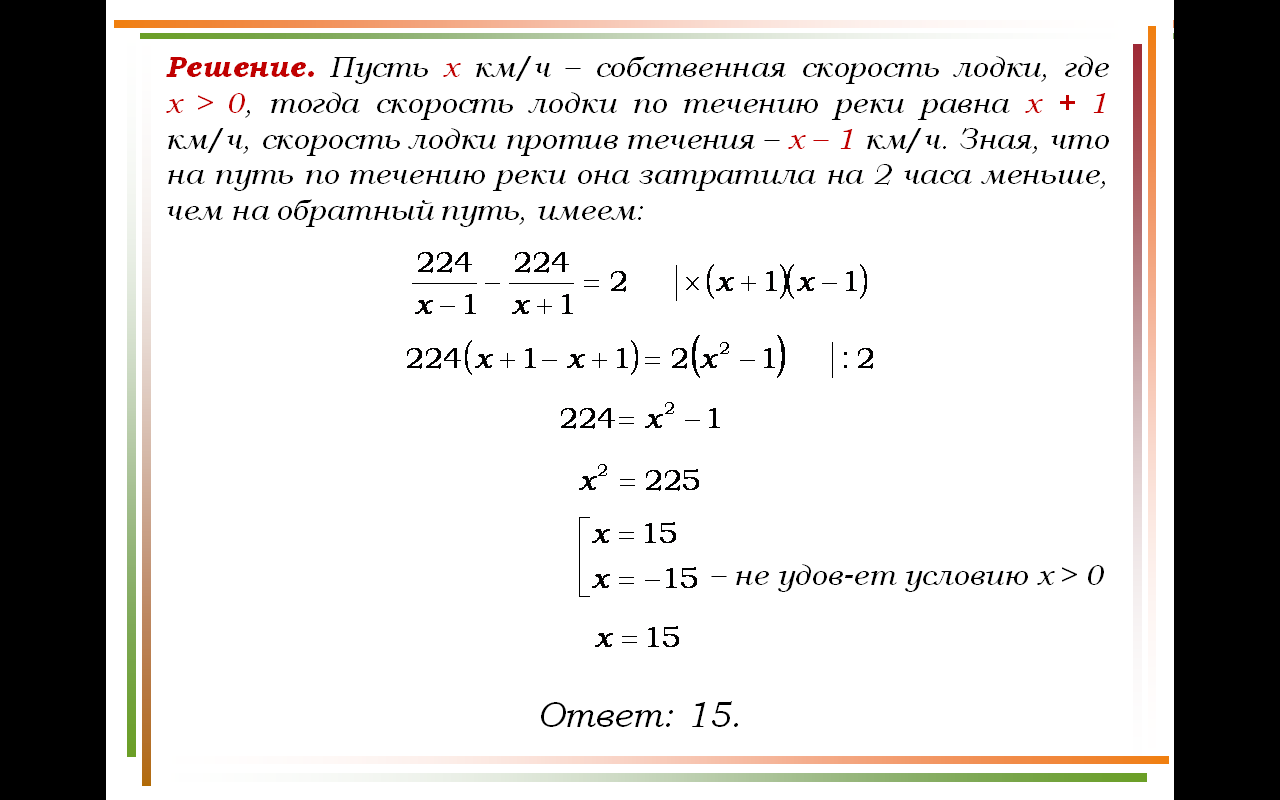 Решение. Пусть x км/ч – собственная скорость лодки, где
x > 0, тогда скорость лодки по течению реки равна x + 1
км/ч, скорость лодки против течения – x – 1 км/ч. Зная, что
на путь по течению реки она затратила на 2 часа меньше,
чем на обратный путь, имеем:
224/(x − 1) − 224/(x + 1) = 2 |×(x + 1)(x − 1)
224(x + 1 − x + 1) = 2(x² − 1) | : 2
224 = x² − 1
x² = 225
[ x = 15
x = −15 – не удов-ет условию x > 0
x = 15
Ответ: 15.